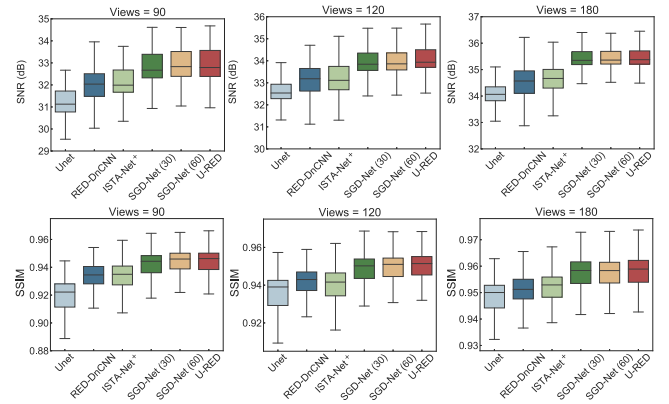 Views = 90
SNR (dB)
35
34
33
32
31
30
29
Unet
RED-DnCNN
ISTA-Net+
SGD-Net (30)
SGD-Net (60)
U-RED
Views = 120
SNR (dB)
36
35
34
33
32
31
30
Unet
RED-DnCNN
ISTA-Net+
SGD-Net (30)
SGD-Net (60)
U-RED
Views = 180
SNR (dB)
37
36
35
34
33
32
Unet
RED-DnCNN
ISTA-Net+
SGD-Net (30)
SGD-Net (60)
U-RED
Views = 90
SSIM
0.96
0.94
0.92
0.90
0.88
Unet
RED-DnCNN
ISTA-Net+
SGD-Net (30)
SGD-Net (60)
U-RED
Views = 120
SSIM
0.96
0.92
Unet
RED-DnCNN
ISTA-Net+
SGD-Net (30)
SGD-Net (60)
U-RED
Views = 180
SSIM
0.97
0.96
0.95
0.94
0.93
Unet
RED-DnCNN
ISTA-Net+
SGD-Net (30)
SGD-Net (60)
U-RED